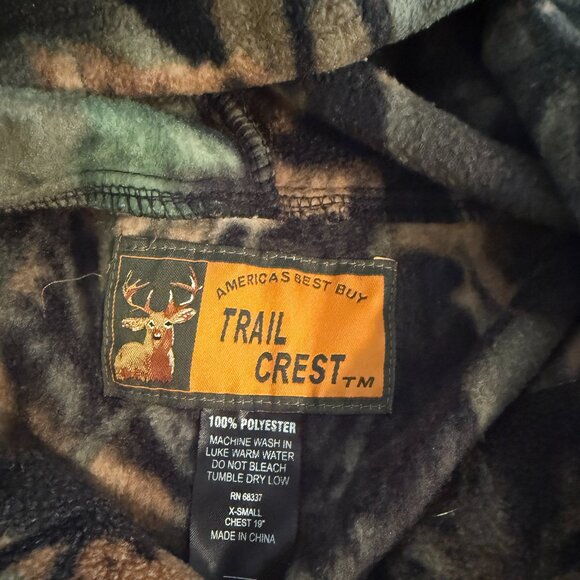 AMERICAS BEST BUY
TRAIL
CREST TM
100% POLYESTER
MACHINE WASH IN
LUKE WARM WATER
DO NOT BLEACH
TUMBLE DRY LOW
RN 68337
X-SMALL
CHEST 19"
MADE IN CHINA